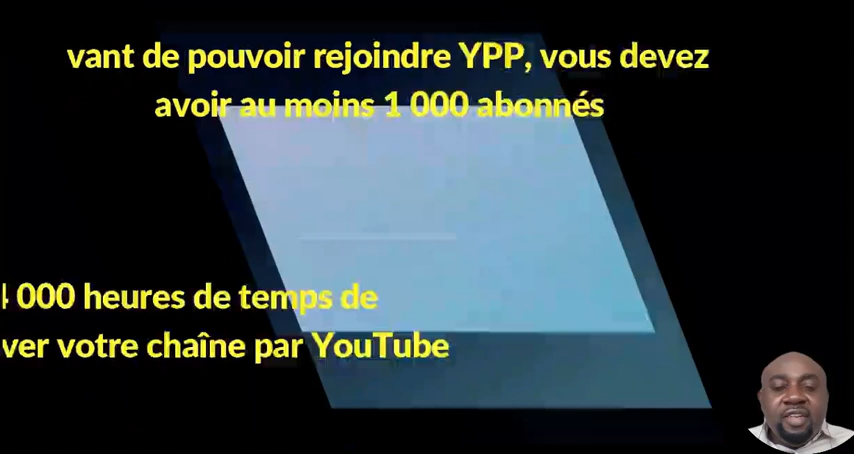 vant de pouvoir rejoindre YPP, vous devez
avoir au moins 1 000 abonnés
000 heures de temps de
ver votre chaîne par YouTube